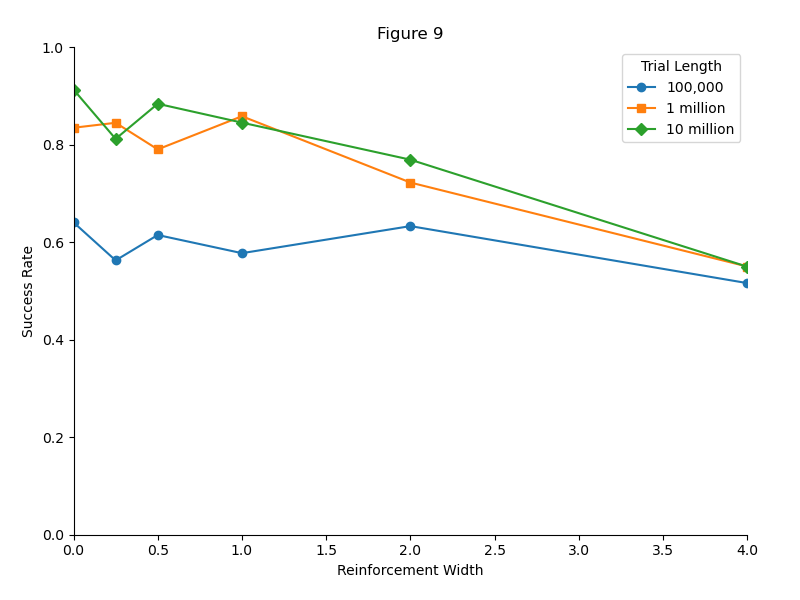 Figure 9
Trial Length
100,000
1 million
10 million
Success Rate
1.0
0.8
0.6
0.4
0.2
0.0
0.0 0.5 1.0 1.5 2.0 2.5 3.0 3.5 4.0
Reinforcement Width